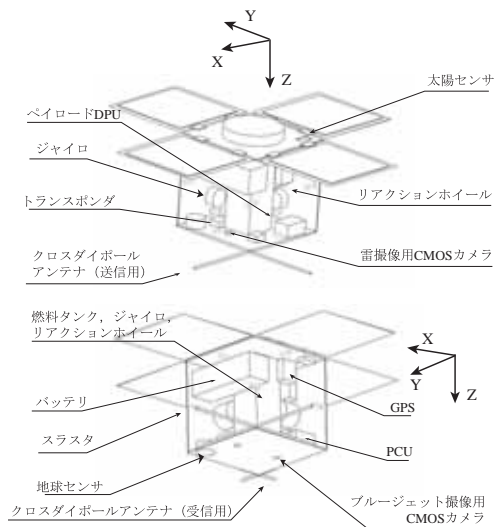 Y
X
Z
太陽センサ
ペイロードDPU
ジャイロ
リアクションホイール
トランスポンダ
雷撮像用CMOSカメラ
クロスダイポール
アンテナ（送信用）
燃料タンク，ジャイロ，
リアクションホイール
X
Y
Z
バッテリ
GPS
スラスタ
PCU
地球センサ
クロスダイポールアンテナ（受信用）
ブルージェット撮像用
CMOSカメラ